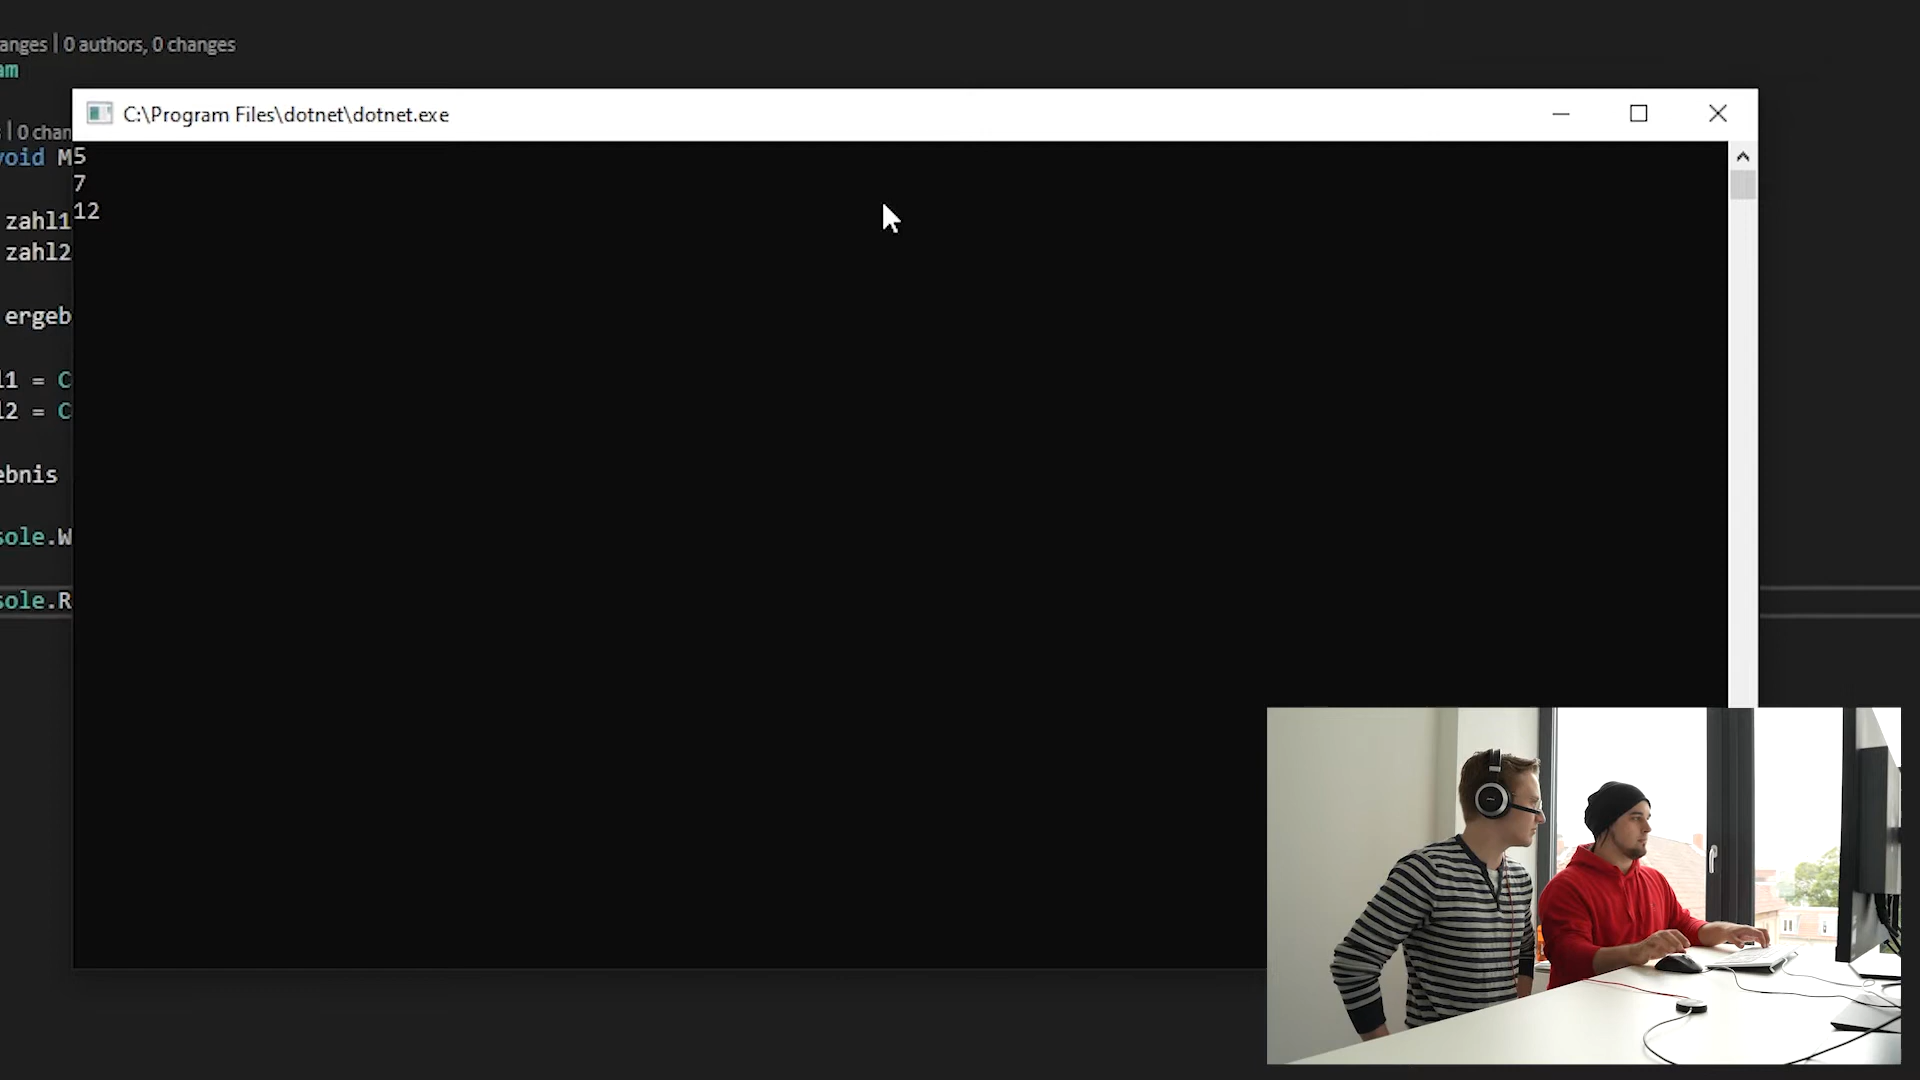 anges | 0 authors, 0 changes
am
C:\Program Files\dotnet\dotnet.exe
| 0 chan
void M
5
7
12
zahl1
zahl2
ergeb
l1 = C
l2 = C
ebnis
sole.W
sole.R